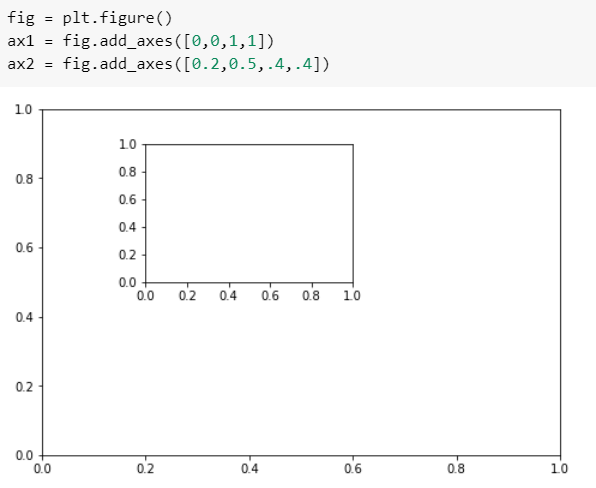 fig = plt.figure()
ax1 = fig.add_axes([0,0,1,1])
ax2 = fig.add_axes([0.2,0.5,.4,.4])
1.0
0.8
0.6
0.4
0.2
0.0
0.0 0.2 0.4 0.6 0.8 1.0
1.0
0.8
0.6
0.4
0.2
0.0
0.0 0.2 0.4 0.6 0.8 1.0